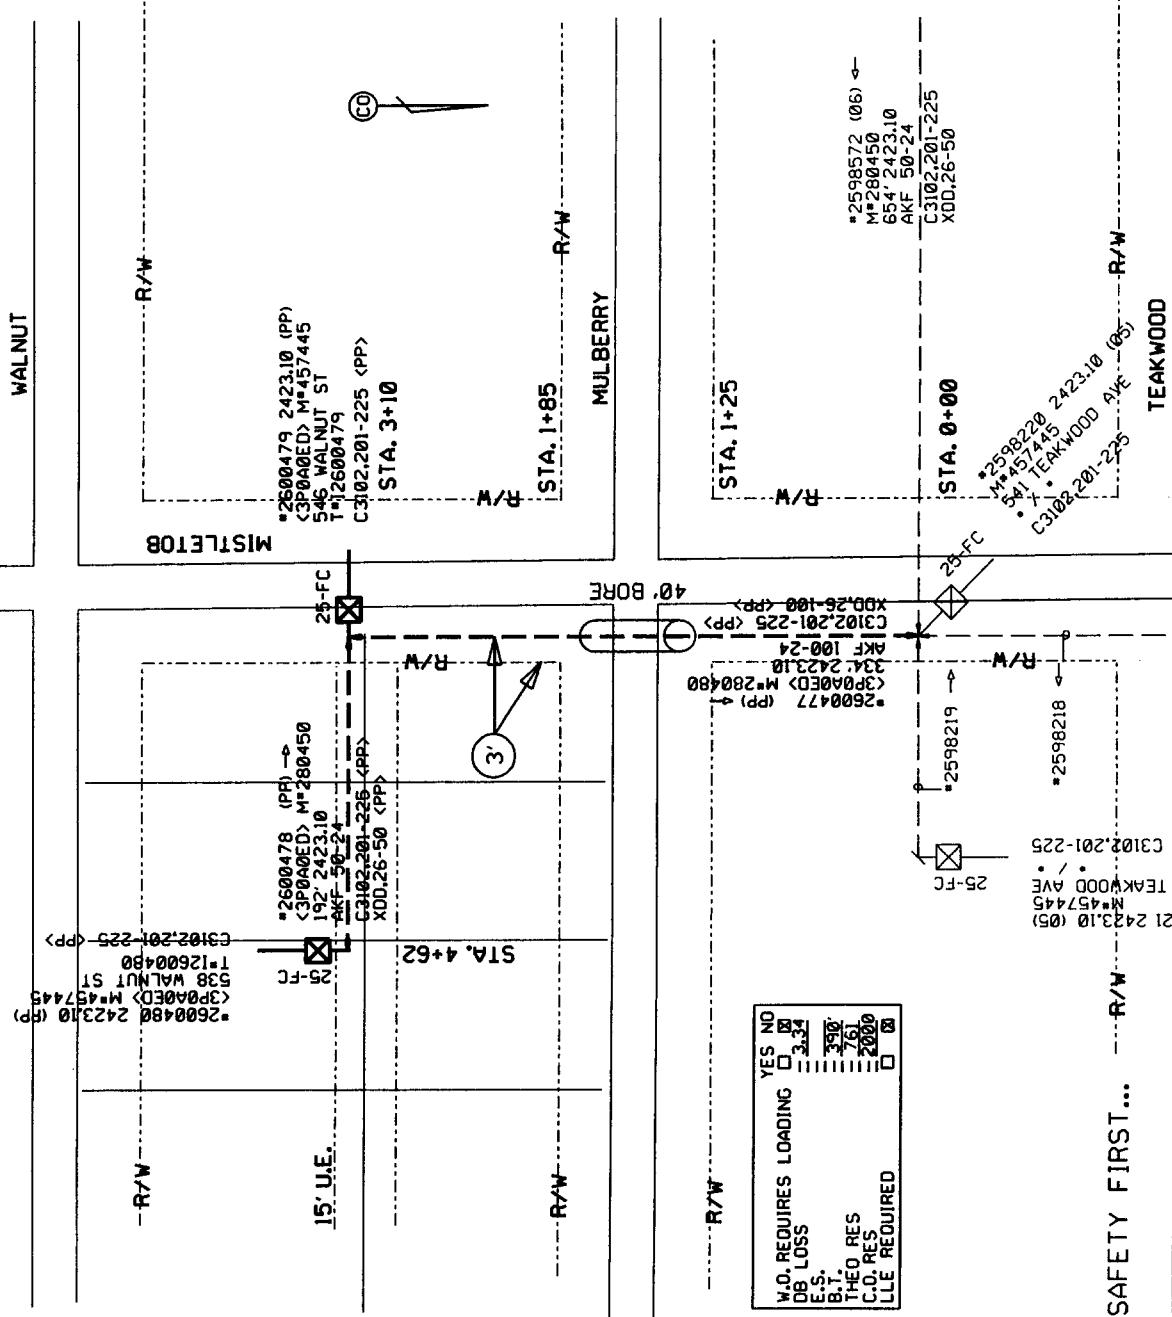 WALNUT
R/W
CO
*2600479 2423.10 (PP)
<3P0A0ED> M*457445
546 WALNUT ST
T*12600479
C3102,201-225 <PP>
STA. 3+10
R/W
STA. 1+85
R/W
MISTLETOB
25-FC
R/W
MULBERRY
40' BORE
*2598572 (06)
M*280450
654' 2423.10
AKF 50-24
C3102,201-225
XDD,26-50
STA. 1+25
R/W
STA. 0+00
R/W
*2598220 2423.10 (05)
M*457445
541 TEAKWOOD AVE
* / *
C3102,201-225
25-FC
TEAKWOOD
*2600478 (PP)
<3P0A0ED> M*280450
192' 2423.10
AKF 50-24
C3102,201-225 <PP>
XDD,26-50 <PP>
3'
*2600477 (PP)
<3P0A0ED> M*280480
334' 2423.10
AKF 100-24
C3102,201-225 <PP>
XDD,26-100 <PP>
R/W
*2598219
*2598218
*2600480 2423.10 (PP)
<3P0A0ED> M*457445
538 WALNUT ST
T*12600480
C3102,201-225 <PP>
25-FC
STA. 4+62
25-FC
21 2423.10 (05)
M*457445
TEAKWOOD AVE
* / *
C3102,201-225
R/W
15' U.E.
R/W
R/W
R/W
YES NO
W.O. REQUIRES LOADING
DB LOSS 3.34
E.S.
B.T. 390'
THEO RES 761
C.O. RES 2000
LLE REQUIRED
SAFETY FIRST...